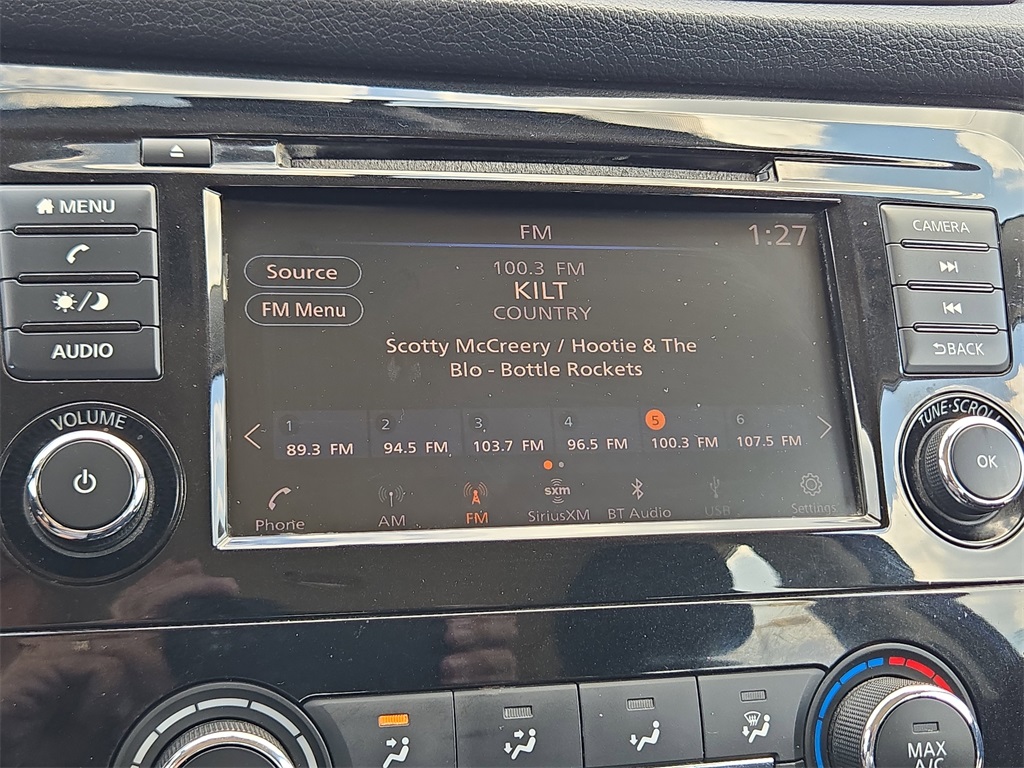 MENU
AUDIO
VOLUME
FM
1:27
Source
FM Menu
100.3 FM
KILT
COUNTRY
Scotty McCreery / Hootie & The
Blo - Bottle Rockets
1 2 3 4 5 6
89.3 FM 94.5 FM 103.7 FM 96.5 FM 100.3 FM 107.5 FM
sxm
Phone AM FM SiriusXM BT Audio USB Settings
CAMERA
BACK
TUNE·SCROLL
OK
MAX
A/C